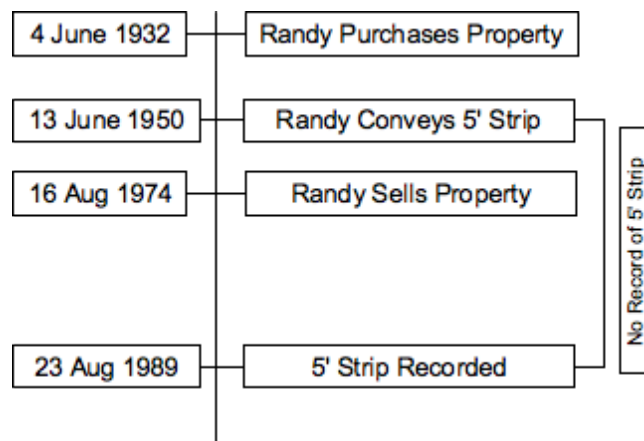 4 June 1932
Randy Purchases Property
13 June 1950
Randy Conveys 5' Strip
16 Aug 1974
Randy Sells Property
No Record of 5' Strip
23 Aug 1989
5' Strip Recorded